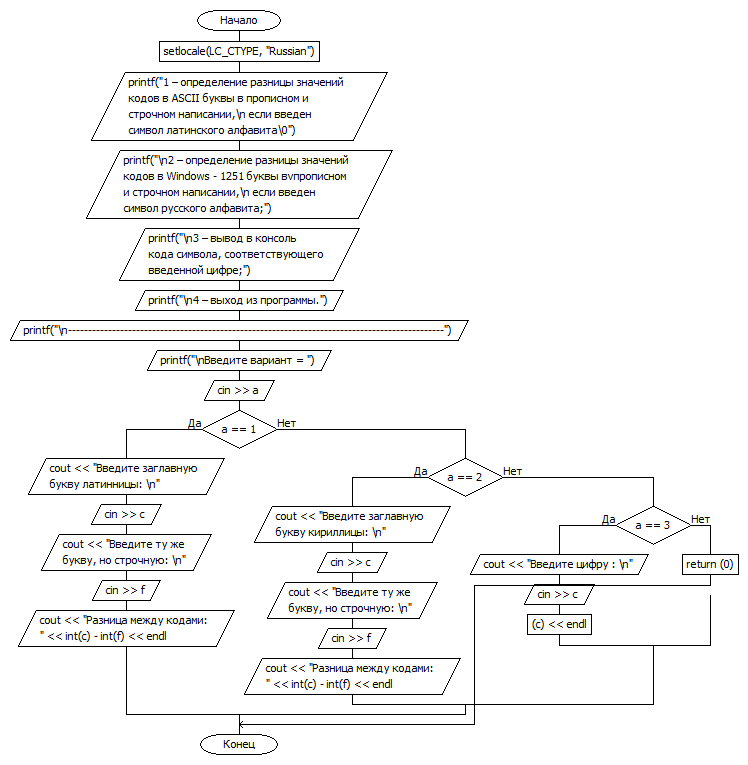 Начало
setlocale(LC_CTYPE, "Russian")
printf("1 – определение разницы значений
кодов в ASCII буквы в прописном и
строчном написании,\n если введен
символ латинского алфавита\0")
printf("\n2 – определение разницы значений
кодов в Windows - 1251 буквы вvпрописном
и строчном написании,\n если введен
символ русского алфавита;")
printf("\n3 – вывод в консоль
кода символа, соответствующего
введенной цифре;")
printf("\n4 – выход из программы.")
printf("\n-----------------------------------------------------------------------------------------------")
printf("\nВведите вариант = ")
cin >> a
Да
a == 1
Нет
cout << "Введите заглавную
букву латинницы: \n"
cin >> c
cout << "Введите ту же
букву, но строчную: \n"
cin >> f
cout << "Разница между кодами:
" << int(c) - int(f) << endl
Да
a == 2
Нет
cout << "Введите заглавную
букву кириллицы: \n"
cin >> c
cout << "Введите ту же
букву, но строчную: \n"
cin >> f
cout << "Разница между кодами:
" << int(c) - int(f) << endl
Да
a == 3
Нет
cout << "Введите цифру : \n"
return (0)
cin >> c
(c) << endl
Конец